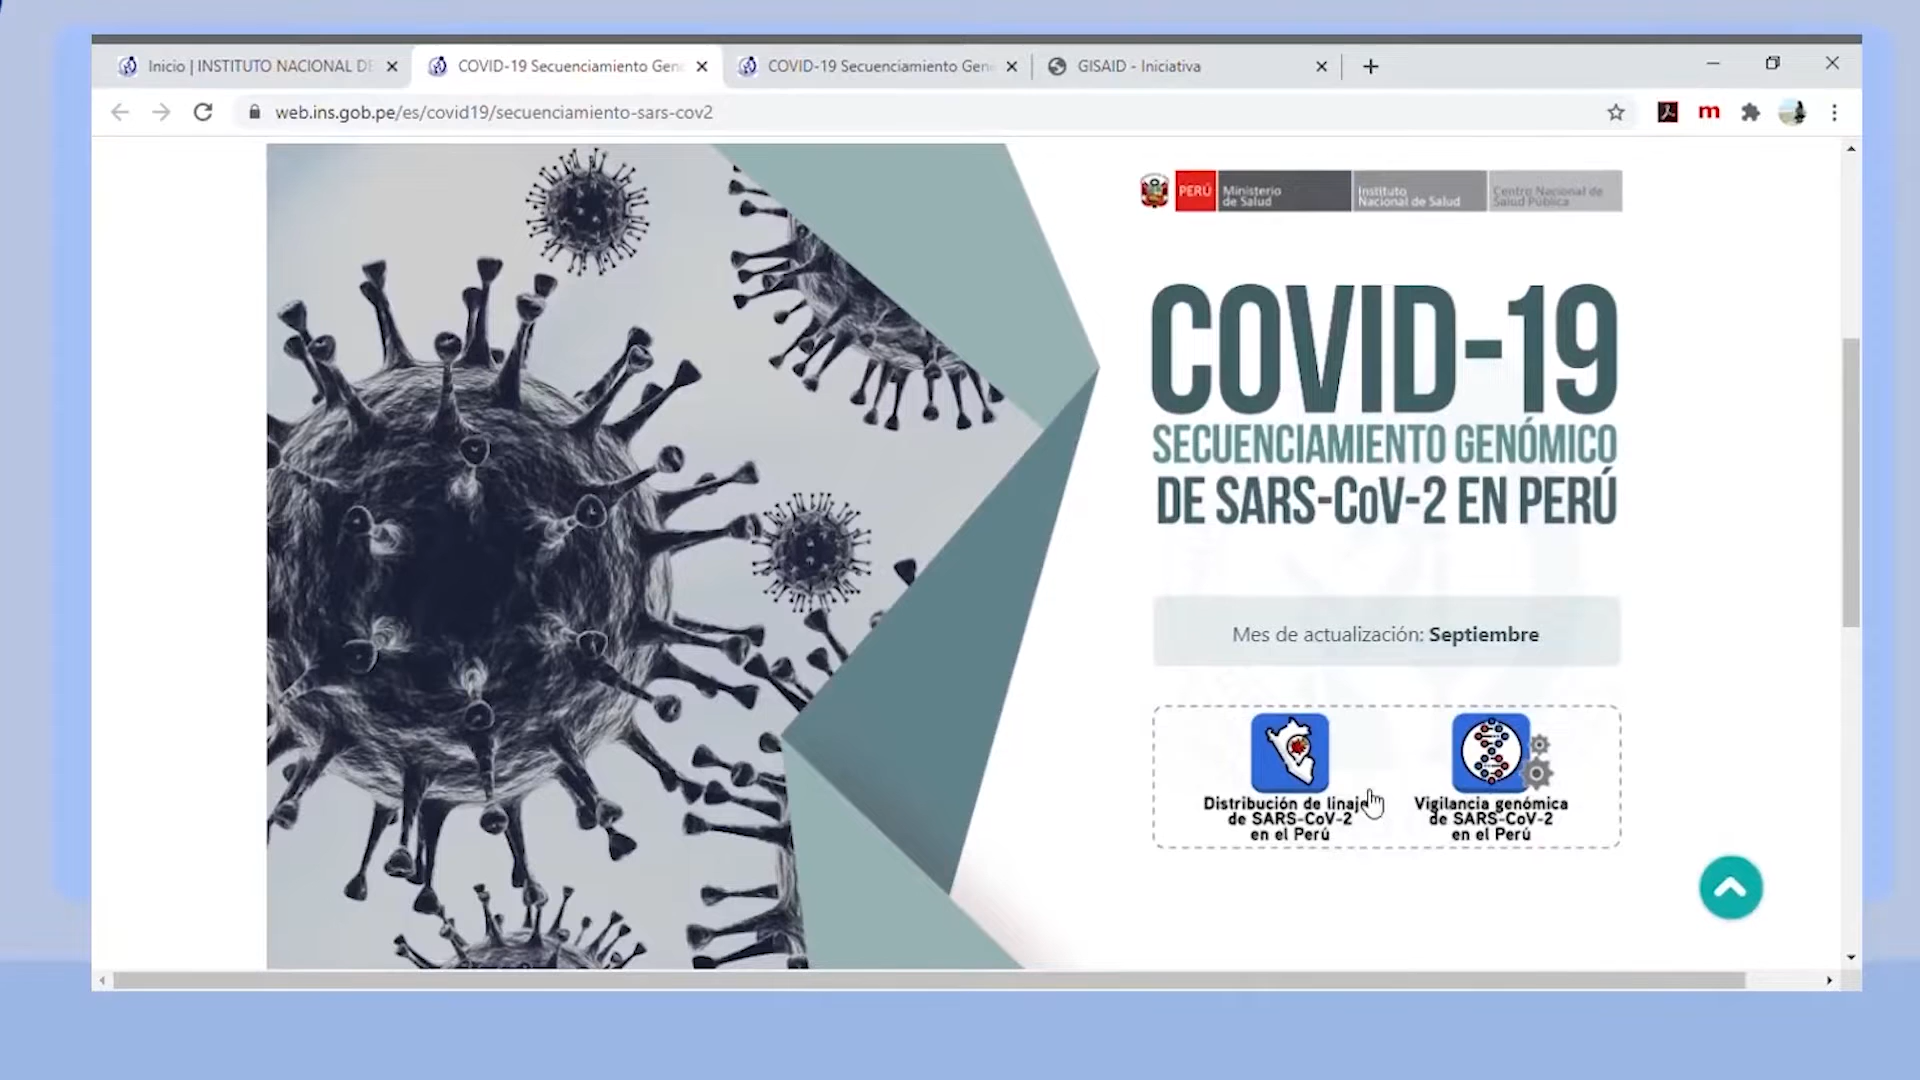 Inicio | INSTITUTO NACIONAL DE
COVID-19 Secuenciamiento Gen
COVID-19 Secuenciamiento Gen
GISAID - Iniciativa
web.ins.gob.pe/es/covid19/secuenciamiento-sars-cov2
m
PERÚ
Ministerio
de Salud
Instituto
Nacional de Salud
Centro Nacional de
Salud Pública
COVID-19
SECUENCIAMIENTO GENÓMICO
DE SARS-CoV-2 EN PERÚ
Mes de actualización: Septiembre
Distribución de linaje
de SARS-CoV-2
en el Perú
Vigilancia genómica
de SARS-CoV-2
en el Perú